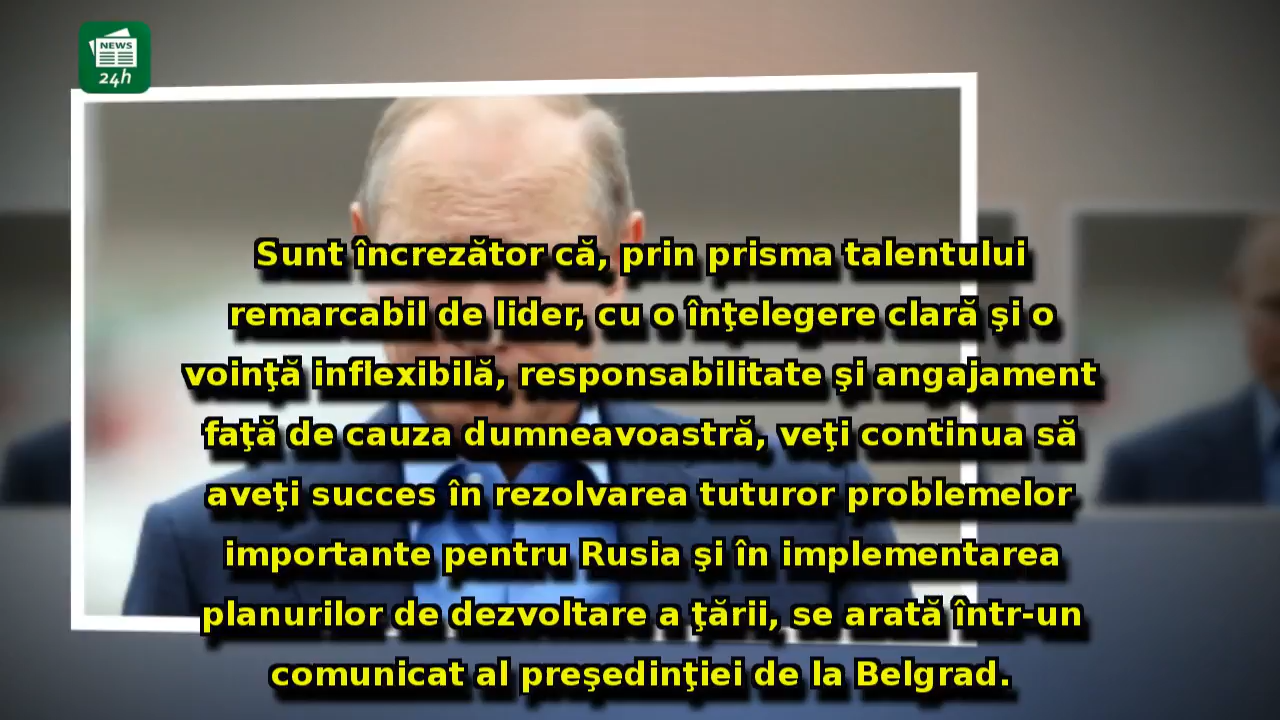 NEWS
24h
Sunt încrezător că, prin prisma talentului
remarcabil de lider, cu o înţelegere clară şi o
voinţă inflexibilă, responsabilitate şi angajament
faţă de cauza dumneavoastră, veţi continua să
aveţi succes în rezolvarea tuturor problemelor
importante pentru Rusia şi în implementarea
planurilor de dezvoltare a ţării, se arată într-un
comunicat al preşedinţiei de la Belgrad.